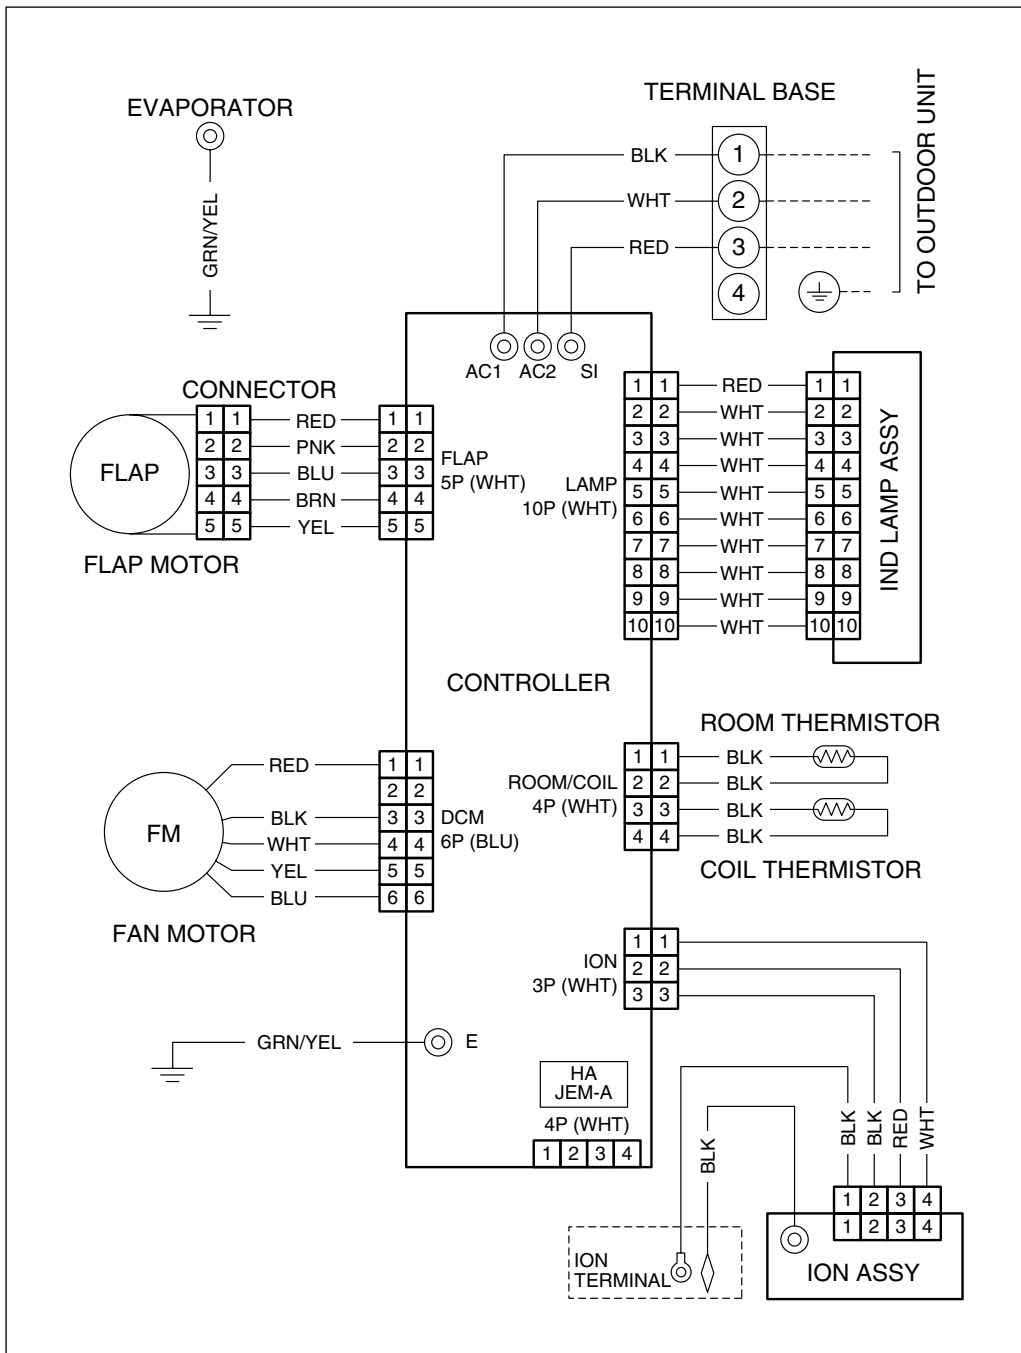 EVAPORATOR
GRN/YEL
TERMINAL BASE
BLK 1
WHT 2
RED 3
4
TO OUTDOOR UNIT
AC1 AC2 SI
CONNECTOR
1 1 RED 1 1
2 2 PNK 2 2
3 3 BLU 3 3
4 4 BRN 4 4
5 5 YEL 5 5
FLAP
FLAP MOTOR
FLAP
5P (WHT)
LAMP
10P (WHT)
1 1 RED 1 1
2 2 WHT 2 2
3 3 WHT 3 3
4 4 WHT 4 4
5 5 WHT 5 5
6 6 WHT 6 6
7 7 WHT 7 7
8 8 WHT 8 8
9 9 WHT 9 9
10 10 WHT 10 10
IND LAMP ASSY
CONTROLLER
FM
FAN MOTOR
RED 1 1
2 2
BLK 3 3
WHT 4 4
YEL 5 5
BLU 6 6
DCM
6P (BLU)
ROOM THERMISTOR
ROOM/COIL
4P (WHT)
1 1 BLK
2 2 BLK
3 3 BLK
4 4 BLK
COIL THERMISTOR
ION
3P (WHT)
1 1
2 2
3 3
GRN/YEL E
HA
JEM-A
4P (WHT)
1 2 3 4
BLK
BLK
BLK
RED
WHT
1 2 3 4
1 2 3 4
ION
TERMINAL
ION ASSY